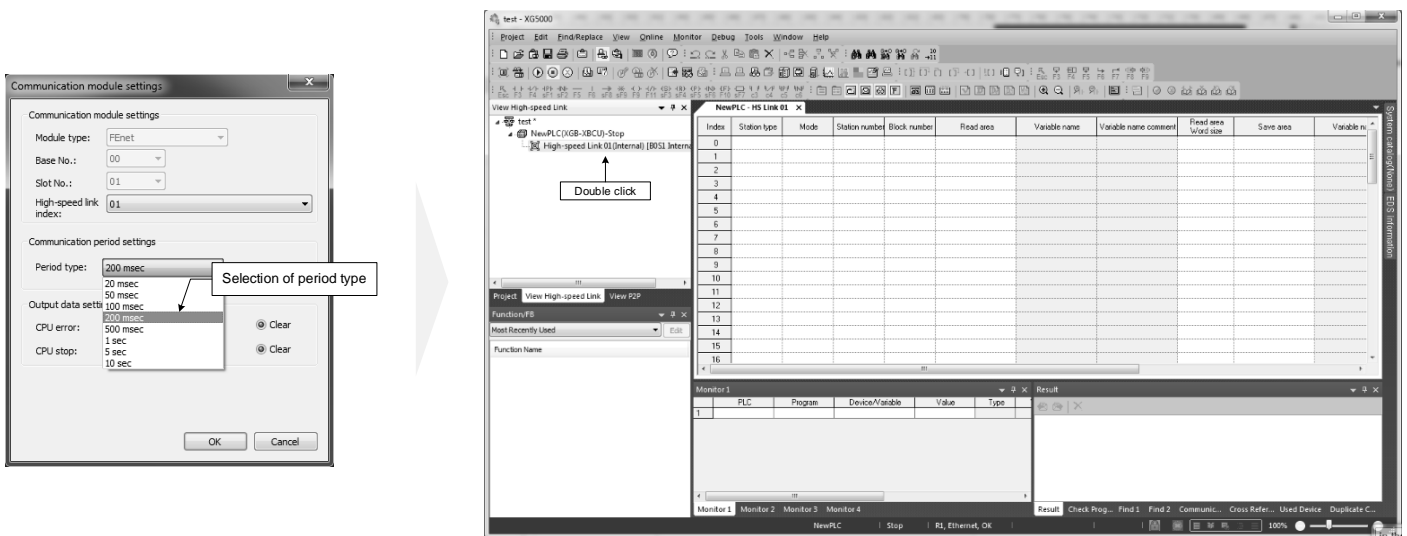 Communication module settings
Communication module settings
Module type: FEnet
Base No.: 00
Slot No.: 01
High-speed link index: 01
Communication period settings
Period type: 200 msec
Selection of period type
20 msec
50 msec
100 msec
200 msec
500 msec
1 sec
5 sec
10 sec
Output data setti
CPU error: Clear
CPU stop: Clear
OK Cancel
test - XG5000
Project Edit Find/Replace View Online Monitor Debug Tools Window Help
View High-speed Link
test *
NewPLC(XGB-XBCU)-Stop
High-speed Link 01(Internal) [B0S1 Interna
Double click
Project View High-speed Link View P2P
Function/FB
Most Recently Used Edit
Function Name
NewPLC - HS Link 01
Index Station type Mode Station number Block number Read area Variable name Variable name comment Read area Word size Save area Variable n
0
1
2
3
4
5
6
7
8
9
10
11
12
13
14
15
16
System catalog(None) EDS information
Monitor 1
PLC Program Device/Variable Value Type
1
Monitor 1 Monitor 2 Monitor 3 Monitor 4
Result
Result Check Prog... Find 1 Find 2 Communic... Cross Refer... Used Device Duplicate C...
NewPLC Stop R1, Ethernet, OK 100%